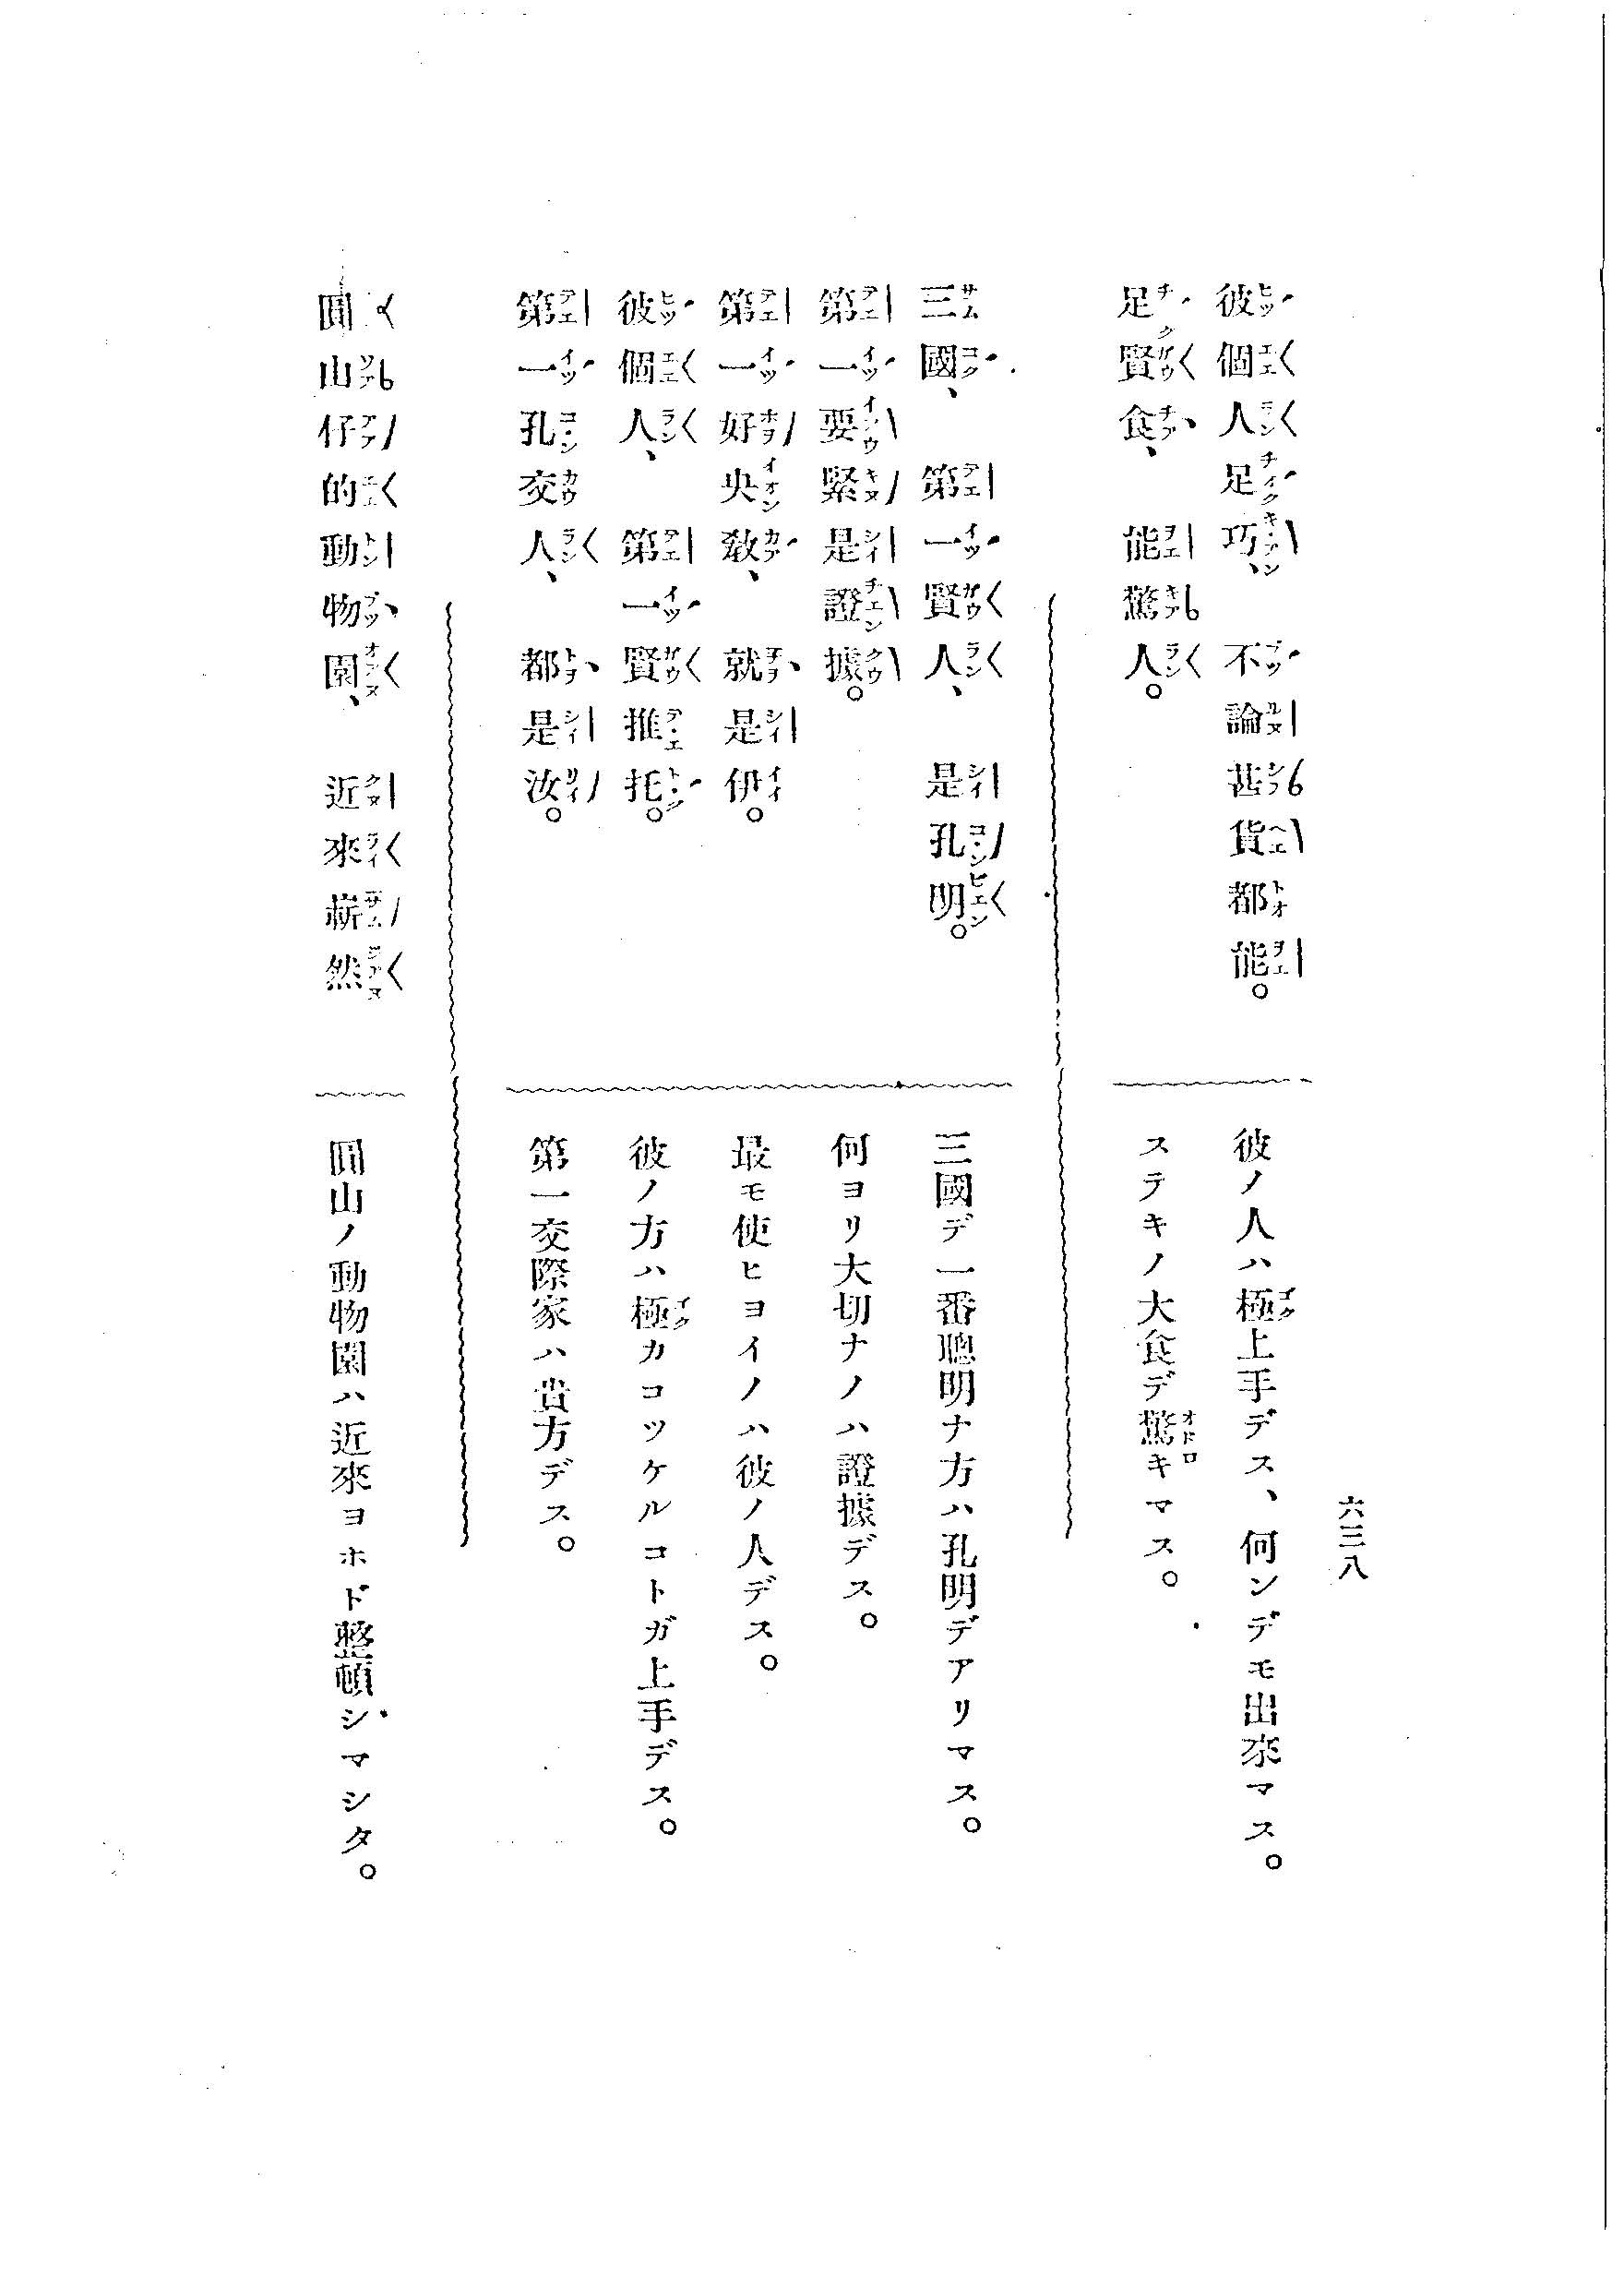 六三八
彼個人足巧、不論甚貨都能。
彼ノ人ハ極上手デス、何ンデモ出來マス。
足賢食、能驚人。
ステキノ大食デ驚キマス。
三國、第一賢人、是孔明。
三國デ一番聰明ナ方ハ孔明デアリマス。
第一要緊是證據。
何ヨリ大切ナノハ證據デス。
第一好央教、就是伊。
最モ使ヒヨイノハ彼ノ人デス。
彼個人、第一賢推托。
彼ノ方ハ極カコツケルコトガ上手デス。
第一孔交人、都是汝。
第一交際家ハ貴方デス。
圓山仔的動物園、近來嶄然
圓山ノ動物園ハ近來ヨホド整頓シマシタ。